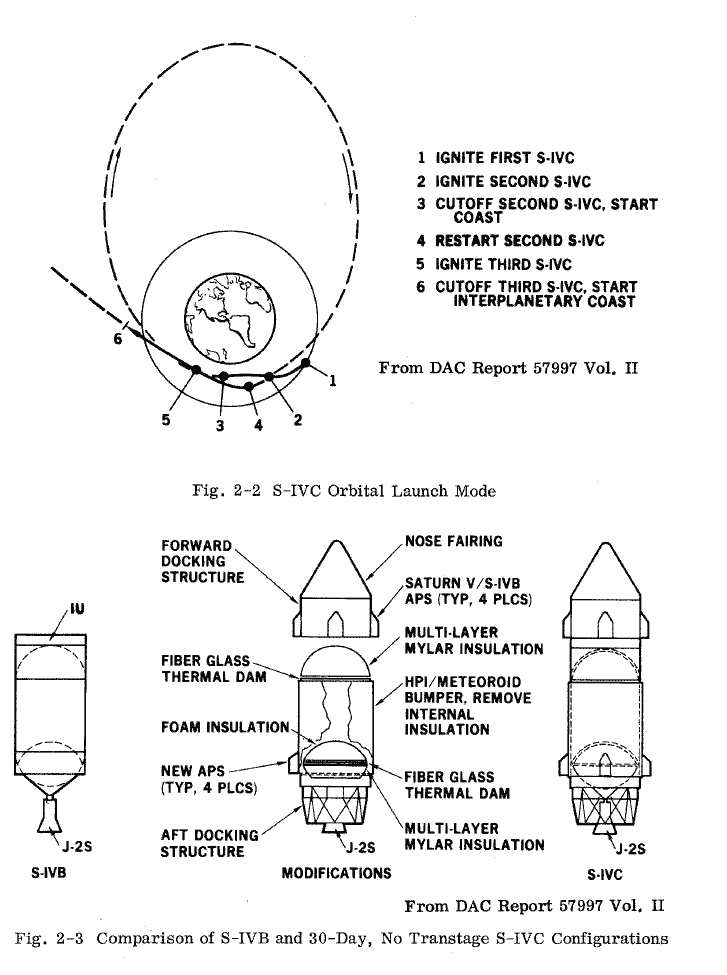 1 IGNITE FIRST S-IVC
2 IGNITE SECOND S-IVC
3 CUTOFF SECOND S-IVC, START
COAST
4 RESTART SECOND S-IVC
5 IGNITE THIRD S-IVC
6 CUTOFF THIRD S-IVC, START
INTERPLANETARY COAST
6
5
3
4
2
1
From DAC Report 57997 Vol. II
Fig. 2-2 S-IVC Orbital Launch Mode
IU
J-2S
S-IVB
FORWARD
DOCKING
STRUCTURE
FIBER GLASS
THERMAL DAM
FOAM INSULATION
NEW APS
(TYP, 4 PLCS)
AFT DOCKING
STRUCTURE
NOSE FAIRING
SATURN V/S-IVB
APS (TYP, 4 PLCS)
MULTI-LAYER
MYLAR INSULATION
HPI/METEOROID
BUMPER, REMOVE
INTERNAL
INSULATION
FIBER GLASS
THERMAL DAM
MULTI-LAYER
MYLAR INSULATION
J-2S
MODIFICATIONS
J-2S
S-IVC
From DAC Report 57997 Vol. II
Fig. 2-3 Comparison of S-IVB and 30-Day, No Transtage S-IVC Configurations